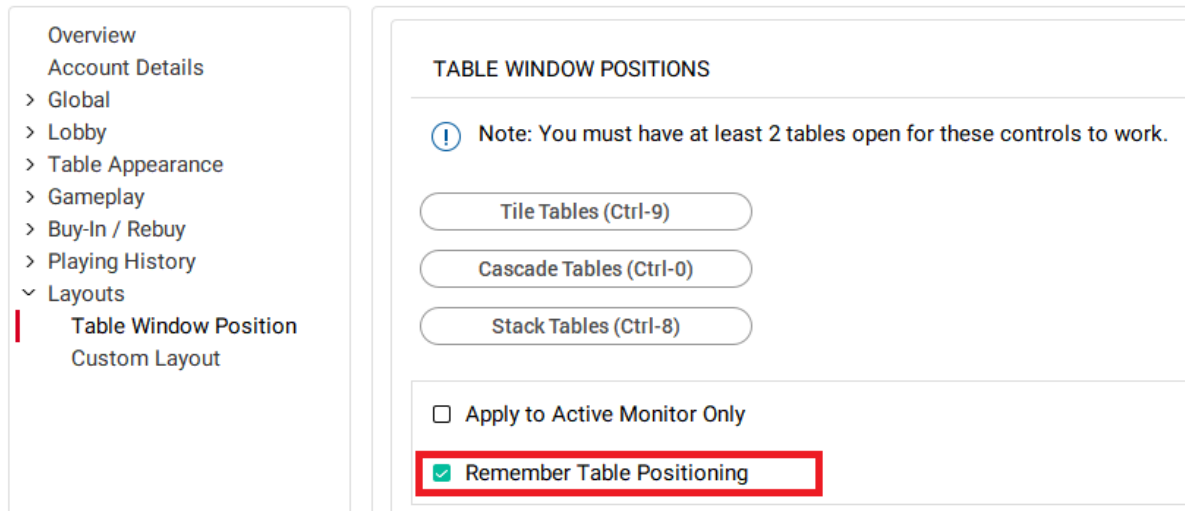 Overview
Account Details
Global
Lobby
Table Appearance
Gameplay
Buy-In / Rebuy
Playing History
Layouts
Table Window Position
Custom Layout
TABLE WINDOW POSITIONS
Note: You must have at least 2 tables open for these controls to work.
Tile Tables (Ctrl-9)
Cascade Tables (Ctrl-0)
Stack Tables (Ctrl-8)
Apply to Active Monitor Only
Remember Table Positioning